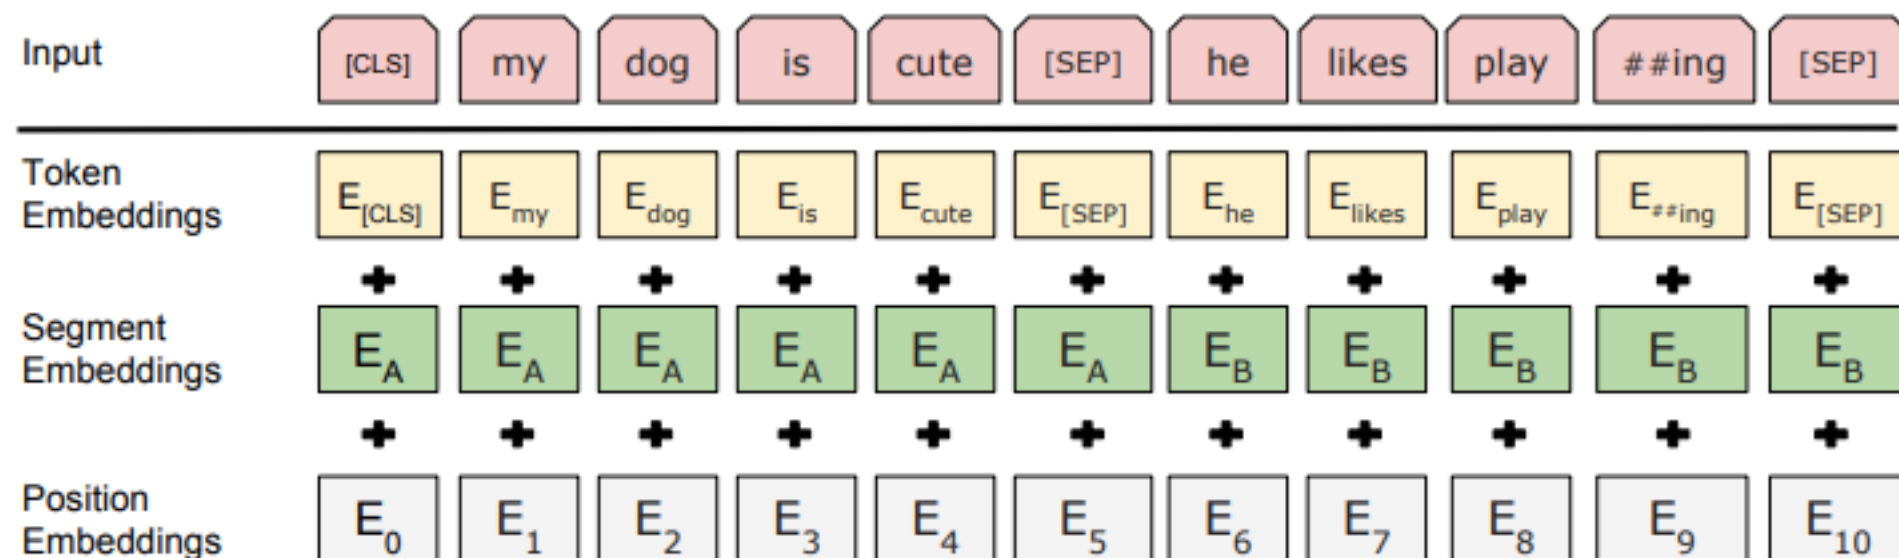 Input [CLS] my dog is cute [SEP] he likes play ##ing [SEP]
Token Embeddings E[CLS] Emy Edog Eis Ecute E[SEP] Ehe Elikes Eplay E##ing E[SEP]
+ + + + + + + + + + +
Segment Embeddings EA EA EA EA EA EA EB EB EB EB EB
+ + + + + + + + + + +
Position Embeddings E0 E1 E2 E3 E4 E5 E6 E7 E8 E9 E10